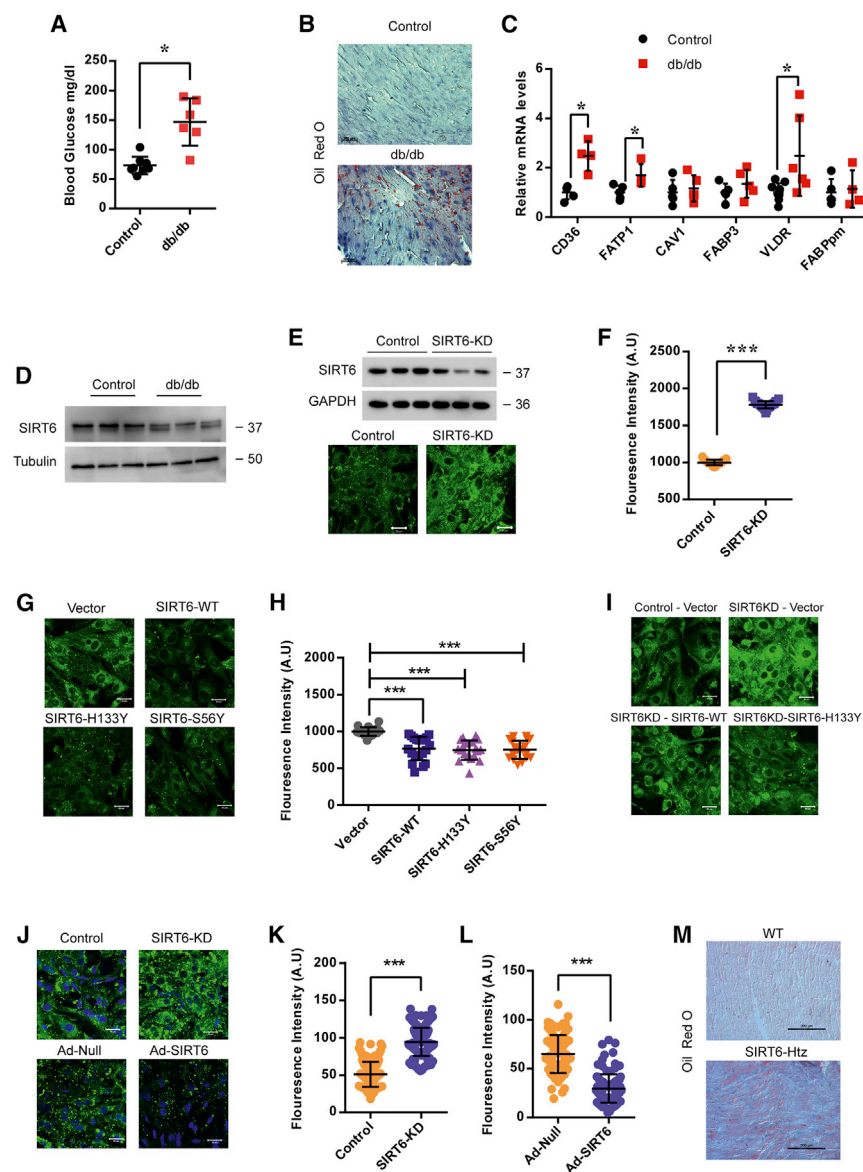 A
*
Blood Glucose mg/dl
250
200
150
100
50
0
Control
db/db
B
Control
db/db
Oil Red O
C
Control
db/db
Relative mRNA levels
6
4
2
0
*
*
*
CD36
FATP1
CAV1
FABP3
VLDR
FABPpm
D
Control
db/db
SIRT6
– 37
Tubulin
– 50
E
Control
SIRT6-KD
SIRT6
– 37
GAPDH
– 36
Control
SIRT6-KD
F
Flouresence Intensity (A.U)
2500
2000
1500
1000
500
***
Control
SIRT6-KD
G
Vector
SIRT6-WT
SIRT6-H133Y
SIRT6-S56Y
H
Flouresence Intensity (A.U)
2000
1500
1000
500
0
***
***
***
Vector
SIRT6-WT
SIRT6-H133Y
SIRT6-S56Y
I
Control - Vector
SIRT6KD - Vector
SIRT6KD - SIRT6-WT
SIRT6KD-SIRT6-H133Y
J
Control
SIRT6-KD
Ad-Null
Ad-SIRT6
K
Flouresence Intensity (A.U)
200
150
100
50
0
***
Control
SIRT6-KD
L
Flouresence Intensity (A.U)
150
100
50
0
***
Ad-Null
Ad-SIRT6
M
WT
SIRT6-Htz
Oil Red O